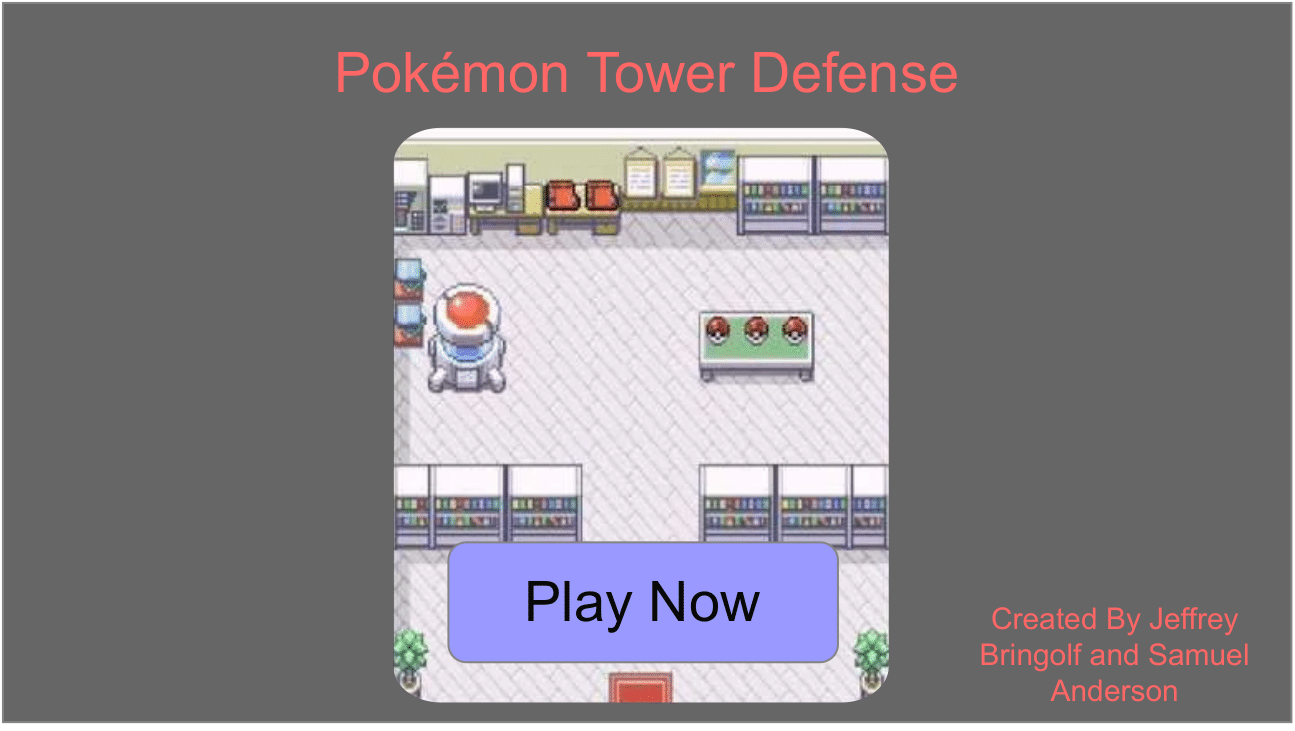 Pokémon Tower Defense
Play Now
Created By Jeffrey
Bringolf and Samuel
Anderson